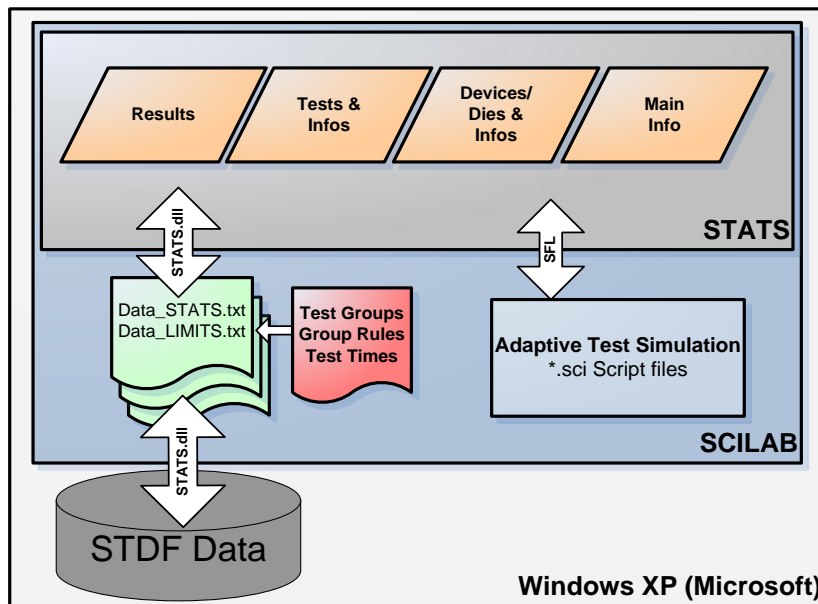 Results
Tests &
Infos
Devices/
Dies &
Infos
Main
Info
STATS.dll
SFL
STATS
Data_STATS.txt
Data_LIMITS.txt
Test Groups
Group Rules
Test Times
Adaptive Test Simulation
*.sci Script files
SCILAB
STATS.dll
STDF Data
Windows XP (Microsoft)